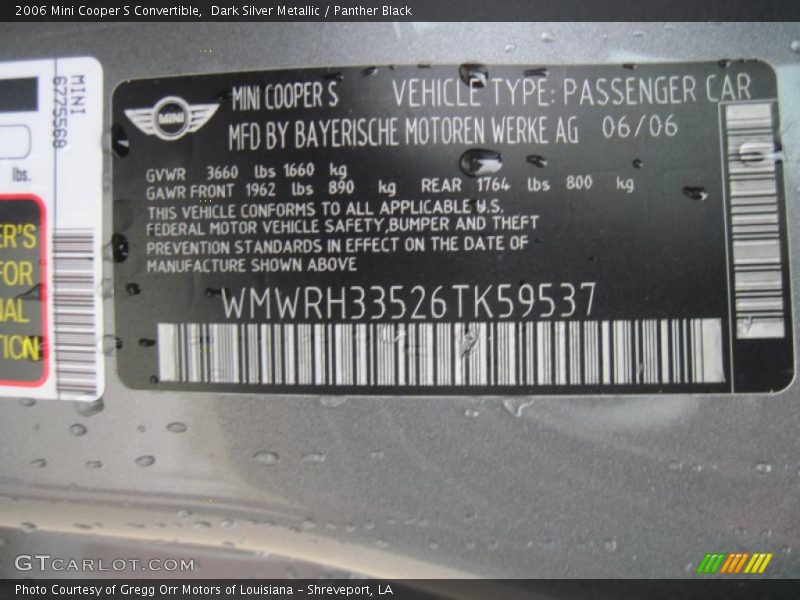 2006 Mini Cooper S Convertible,  Dark Silver Metallic / Panther Black
MINI
6775568
lbs.
ER'S
FOR
NAL
TION
MINI
MINI COOPER S VEHICLE TYPE: PASSENGER CAR
MFD BY BAYERISCHE MOTOREN WERKE AG 06/06
GVWR 3660 lbs 1660 kg
GAWR FRONT 1962 lbs 890 kg REAR 1764 lbs 800 kg
THIS VEHICLE CONFORMS TO ALL APPLICABLE U.S.
FEDERAL MOTOR VEHICLE SAFETY,BUMPER AND THEFT
PREVENTION STANDARDS IN EFFECT ON THE DATE OF
MANUFACTURE SHOWN ABOVE
WMWRH33526TK59537
GTCARLOT.COM
Photo Courtesy of Gregg Orr Motors of Louisiana – Shreveport, LA